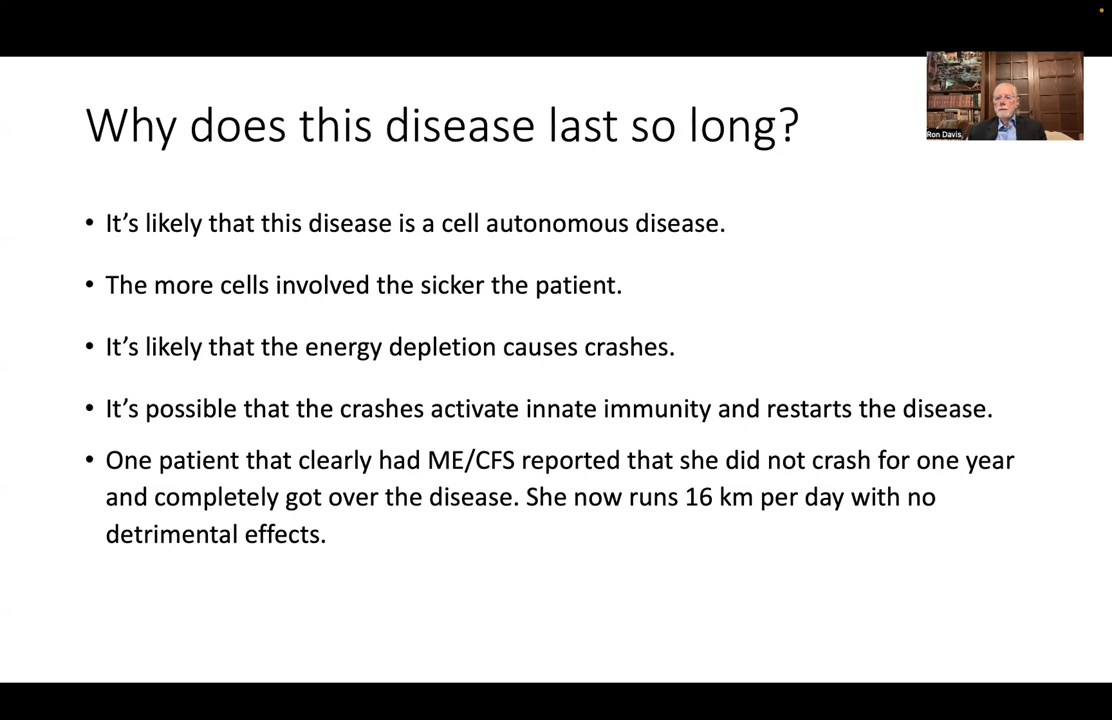 Why does this disease last so long?
Ron Davis
• It’s likely that this disease is a cell autonomous disease.
• The more cells involved the sicker the patient.
• It’s likely that the energy depletion causes crashes.
• It’s possible that the crashes activate innate immunity and restarts the disease.
• One patient that clearly had ME/CFS reported that she did not crash for one year
and completely got over the disease. She now runs 16 km per day with no
detrimental effects.